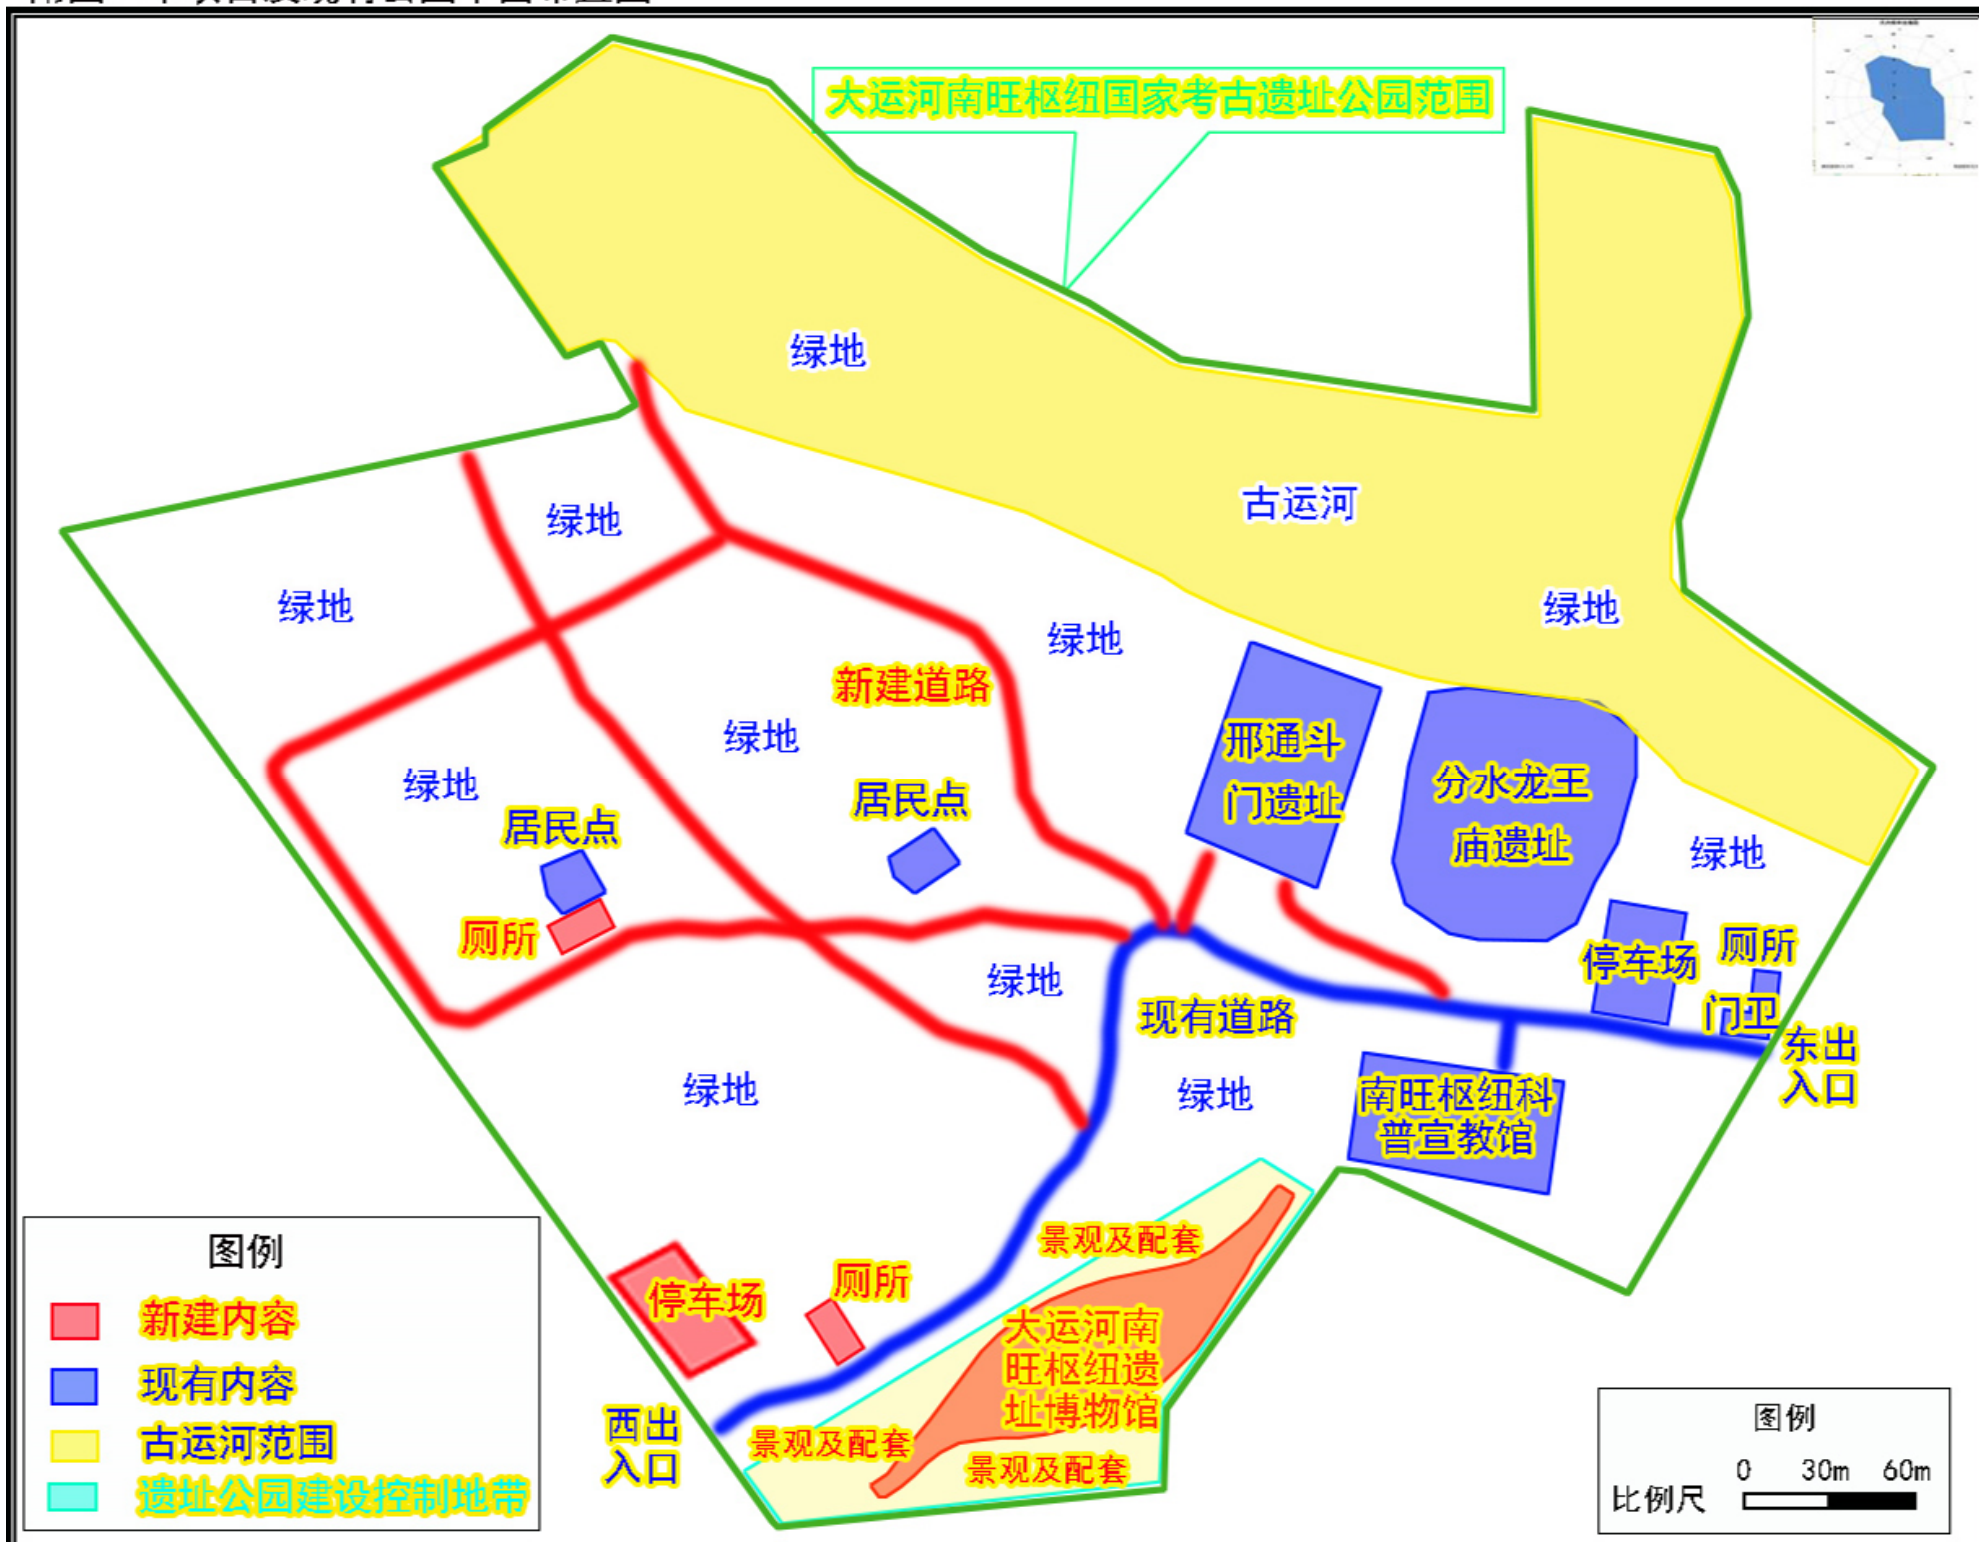 大运河南旺枢纽国家考古遗址公园范围
绿地
古运河
绿地
绿地
绿地
绿地
新建道路
绿地
邢通斗
门遗址
分水龙王
庙遗址
绿地
居民点
居民点
绿地
厕所
停车场
厕所
门卫
绿地
现有道路
东出
入口
绿地
绿地
南旺枢纽科
普宣教馆
景观及配套
停车场
厕所
大运河南
旺枢纽遗
址博物馆
西出
入口
景观及配套
景观及配套
图例
新建内容
现有内容
古运河范围
遗址公园建设控制地带
图例
0 30m 60m
比例尺